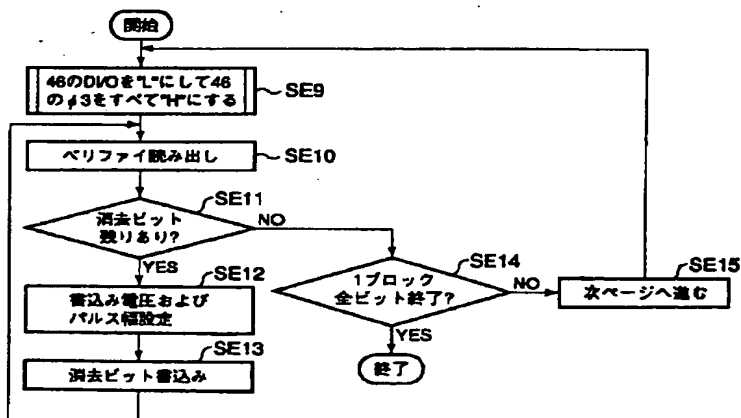 開始
46のDI/Oを"L"にして46
のφ3をすべて"H"にする
SE9
ベリファイ読み出し
SE10
消去ビット
残りあり?
SE11
NO
YES
書込み電圧および
パルス幅設定
SE12
消去ビット書込み
SE13
1ブロック
全ビット終了?
SE14
NO
YES
次ページへ進む
SE15
終了